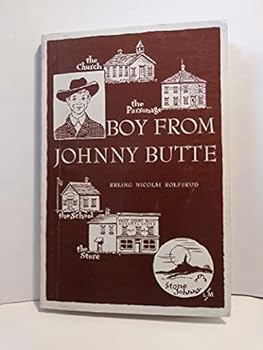 the Church
the Parsonage
BOY FROM
JOHNNY BUTTE
ERLING NICOLAI ROLFSRUD
the School
the Store
Stone Johnny